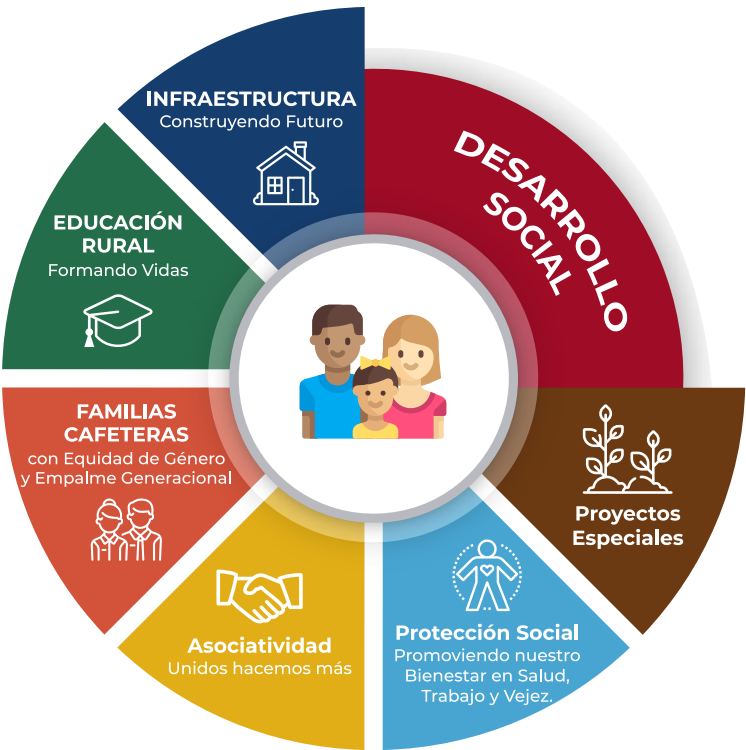 DESARROLLO
SOCIAL
INFRAESTRUCTURA
Construyendo Futuro
EDUCACIÓN
RURAL
Formando Vidas
FAMILIAS
CAFETERAS
con Equidad de Género
y Empalme Generacional
Asociatividad
Unidos hacemos más
Protección Social
Promoviendo nuestro
Bienestar en Salud,
Trabajo y Vejez.
Proyectos
Especiales